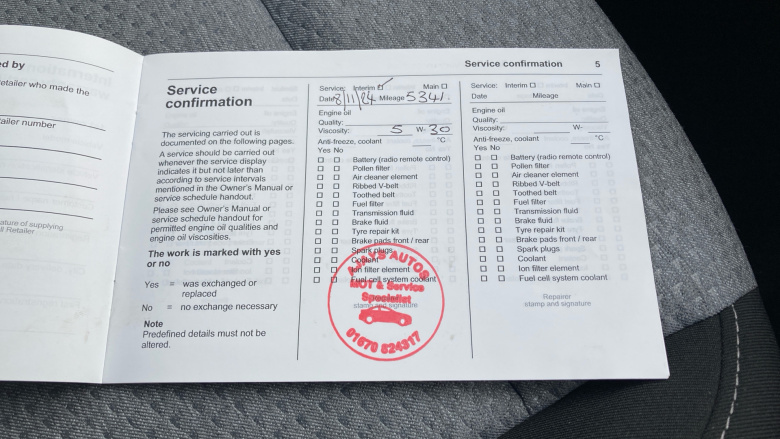 ed by
etailer who made the
ailer number
ature of supplying
Retailer
Service confirmation 5
Service
confirmation
The servicing carried out is
documented on the following pages.
A service should be carried out
whenever the service display
indicates it but not later than
according to service intervals
mentioned in the Owner's Manual or
service schedule handout.
Please see Owner's Manual or
service schedule handout for
permitted engine oil qualities and
engine oil viscosities.
The work is marked with yes
or no
Yes = was exchanged or
replaced
No = no exchange necessary
Note
Predefined details must not be
altered.
Service: Interim ☑ Main ☐
Date 8/11/24 Mileage 5341
Engine oil
Quality:
Viscosity: 5 W- 30
Anti-freeze, coolant °C
Yes No
☐ ☐ Battery (radio remote control)
☐ ☐ Pollen filter
☐ ☐ Air cleaner element
☐ ☐ Ribbed V-belt
☐ ☐ Toothed belt
☐ ☐ Fuel filter
☐ ☐ Transmission fluid
☐ ☐ Brake fluid
☐ ☐ Tyre repair kit
☐ ☐ Brake pads front / rear
☐ ☐ Spark plugs
☐ ☐ Coolant
☐ ☐ Ion filter element
☐ ☐ Fuel cell system coolant
stamp and signature
AUTOS
MOT & Service
Specialist
01670 824317
Service: Interim ☐ Main ☐
Date Mileage
Engine oil
Quality:
Viscosity: W-
Anti-freeze, coolant °C
Yes No
☐ ☐ Battery (radio remote control)
☐ ☐ Pollen filter
☐ ☐ Air cleaner element
☐ ☐ Ribbed V-belt
☐ ☐ Toothed belt
☐ ☐ Fuel filter
☐ ☐ Transmission fluid
☐ ☐ Brake fluid
☐ ☐ Tyre repair kit
☐ ☐ Brake pads front / rear
☐ ☐ Spark plugs
☐ ☐ Coolant
☐ ☐ Ion filter element
☐ ☐ Fuel cell system coolant
Repairer
stamp and signature